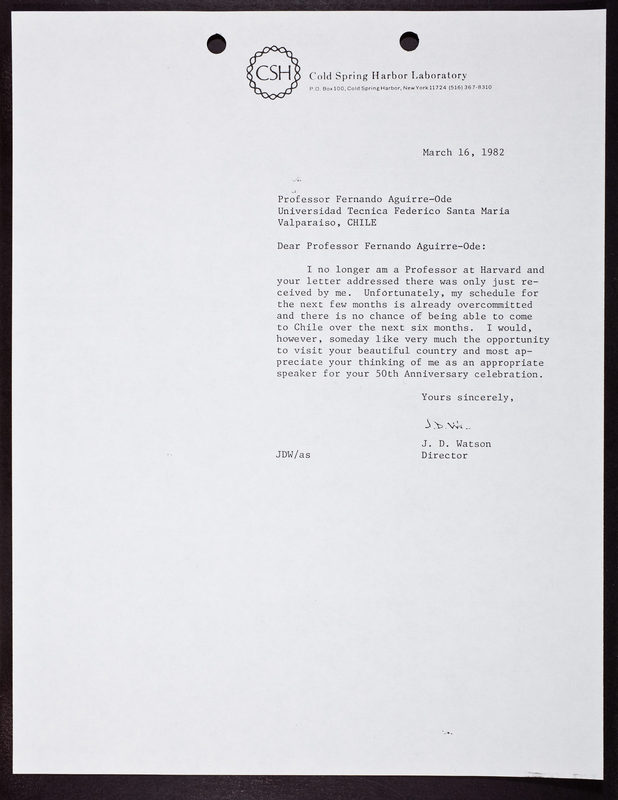 CSH
Cold Spring Harbor Laboratory
P.O. Box 100, Cold Spring Harbor, New York 11724 (516) 367-8310
March 16, 1982
Professor Fernando Aguirre-Ode
Universidad Tecnica Federico Santa Maria
Valparaiso, CHILE
Dear Professor Fernando Aguirre-Ode:
I no longer am a Professor at Harvard and
your letter addressed there was only just re-
ceived by me. Unfortunately, my schedule for
the next few months is already overcommitted
and there is no chance of being able to come
to Chile over the next six months. I would,
however, someday like very much the opportunity
to visit your beautiful country and most ap-
preciate your thinking of me as an appropriate
speaker for your 50th Anniversary celebration.
Yours sincerely,
J. D. Watson
JDW/as
Director